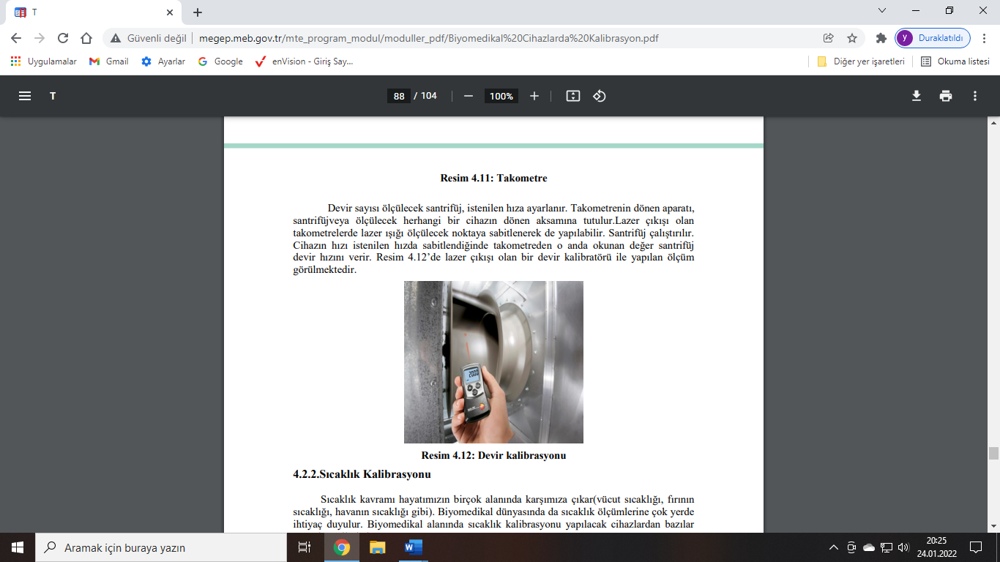 T
Güvenli değil
megep.meb.gov.tr/mte_program_modul/moduller_pdf/Biyomedikal%20Cihazlarda%20Kalibrasyon.pdf
y
Duraklatıldı
Uygulamalar
Gmail
Ayarlar
Google
enVision - Giriş Say...
Diğer yer işaretleri
Okuma listesi
T
88 / 104
100%
Resim 4.11: Takometre
Devir sayısı ölçülecek santrifüj, istenilen hıza ayarlanır. Takometrenin dönen aparatı,
santrifüjveya ölçülecek herhangi bir cihazın dönen aksamına tutulur.Lazer çıkışı olan
takometrelerde lazer ışığı ölçülecek noktaya sabitlenerek de yapılabilir. Santrifüj çalıştırılır.
Cihazın hızı istenilen hızda sabitlendiğinde takometreden o anda okunan değer santrifüj
devir hızını verir. Resim 4.12’de lazer çıkışı olan bir devir kalibratörü ile yapılan ölçüm
görülmektedir.
Resim 4.12: Devir kalibrasyonu
4.2.2.Sıcaklık Kalibrasyonu
Sıcaklık kavramı hayatımızın birçok alanında karşımıza çıkar(vücut sıcaklığı, fırının
sıcaklığı, havanın sıcaklığı gibi). Biyomedikal dünyasında da sıcaklık ölçümlerine çok yerde
ihtiyaç duyulur. Biyomedikal alanında sıcaklık kalibrasyonu yapılacak cihazlardan bazılar
Aramak için buraya yazın
20:25
24.01.2022